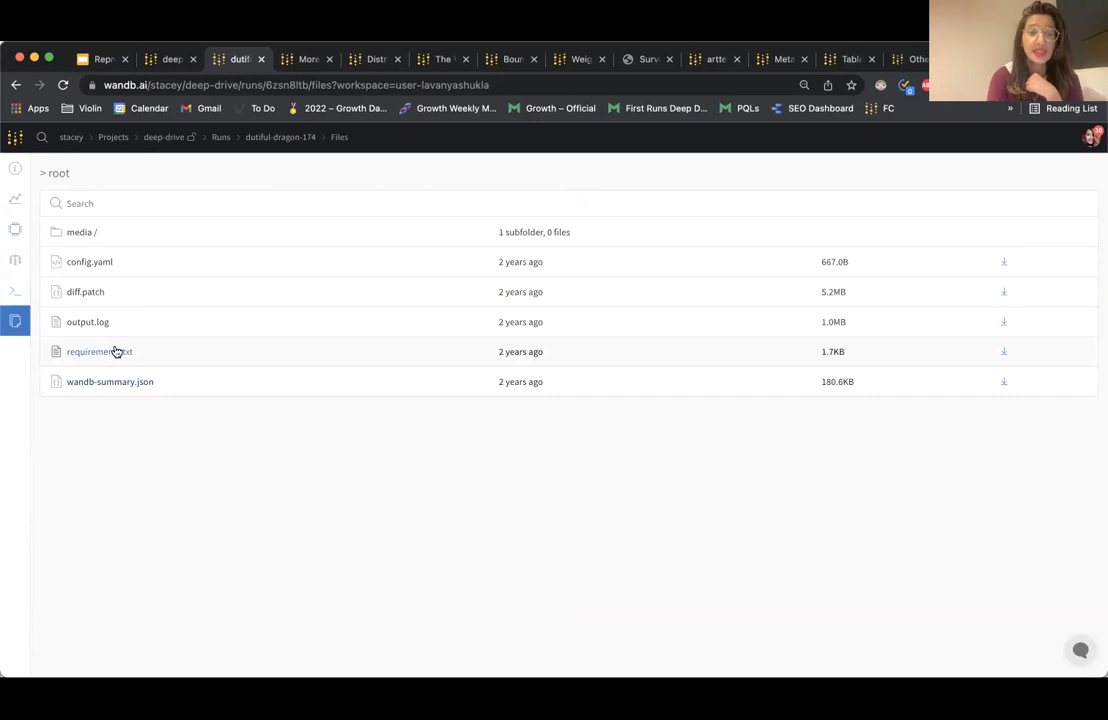 Repr
deep
dutif
More
Distr
The \
Boun
Weig
Surv
artte
Meta
Table
Othe
wandb.ai/stacey/deep-drive/runs/6zsn8ltb/files?workspace=user-lavanyashukla
Apps
Violin
Calendar
Gmail
To Do
2022 – Growth Da...
Growth Weekly M...
Growth – Official
First Runs Deep D...
PQLs
SEO Dashboard
FC
»
Reading List
stacey > Projects > deep-drive > Runs > dutiful-dragon-174 > Files
> root
Search
media / 1 subfolder, 0 files
config.yaml 2 years ago 667.0B
diff.patch 2 years ago 5.2MB
output.log 2 years ago 1.0MB
2 years ago 1.7KB
wandb-summary.json 2 years ago 180.6KB